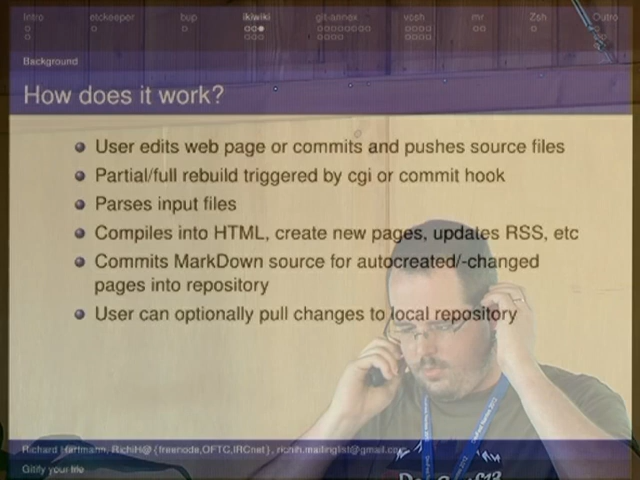 Intro etckeeper bup ikiwiki git-annex vcsh mr Zsh Outro
Background
How does it work?
User edits web page or commits and pushes source files
Partial/full rebuild triggered by cgi or commit hook
Parses input files
Compiles into HTML, create new pages, updates RSS, etc
Commits MarkDown source for autocreated/-changed
pages into repository
User can optionally pull changes to local repository
Richard Hartmann, RichiH@{freenode,OFTC,IRCnet}, richih.mailinglist@gmail.com
Gitify your life